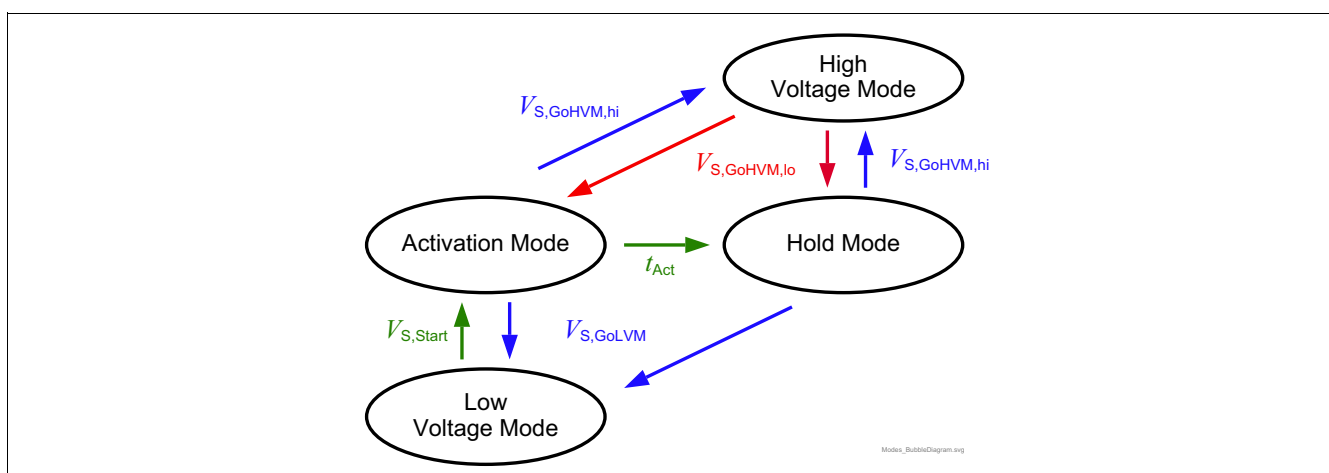 High
Voltage Mode
VS,GoHVM,hi
VS,GoHVM,lo
VS,GoHVM,hi
Activation Mode
Hold Mode
tAct
VS,Start
VS,GoLVM
Low
Voltage Mode
Modes_BubbleDiagram.svg